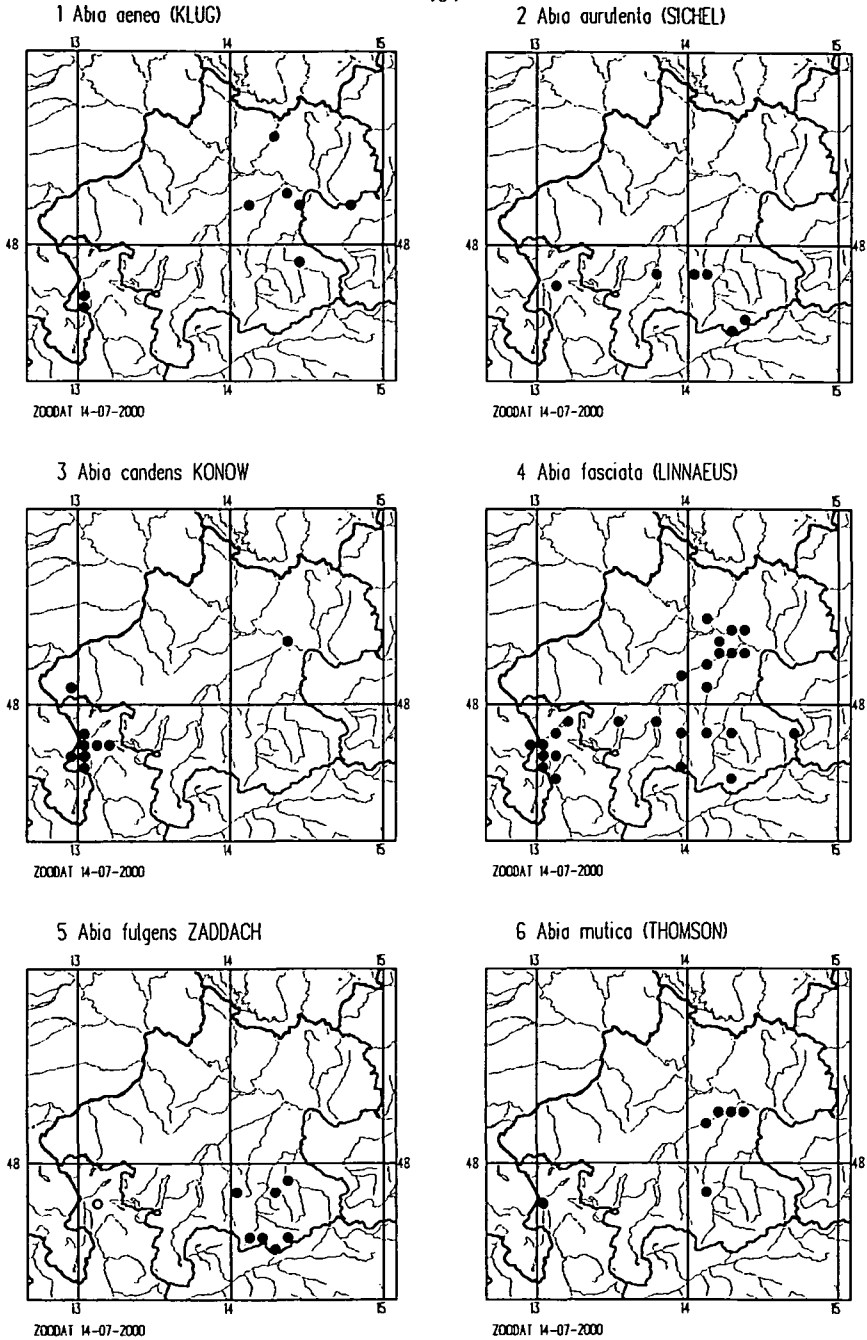 1 Abia aenea (KLUG)
2 Abia aurulenta (SICHEL)
13 14 15
13 14 15
48
48 48
13 14 15
13 14 15
ZOODAT 14-07-2000
ZOODAT 14-07-2000
3 Abia candens KONOW
4 Abia fasciata (LINNAEUS)
13 14 15
13 14 15
48
48 48
13 14 15
13 14 15
ZOODAT 14-07-2000
ZOODAT 14-07-2000
5 Abia fulgens ZADDACH
6 Abia mutica (THOMSON)
13 14 15
13 14 15
48
48 48
13 14 15
13 14 15
ZOODAT 14-07-2000
ZOODAT 14-07-2000